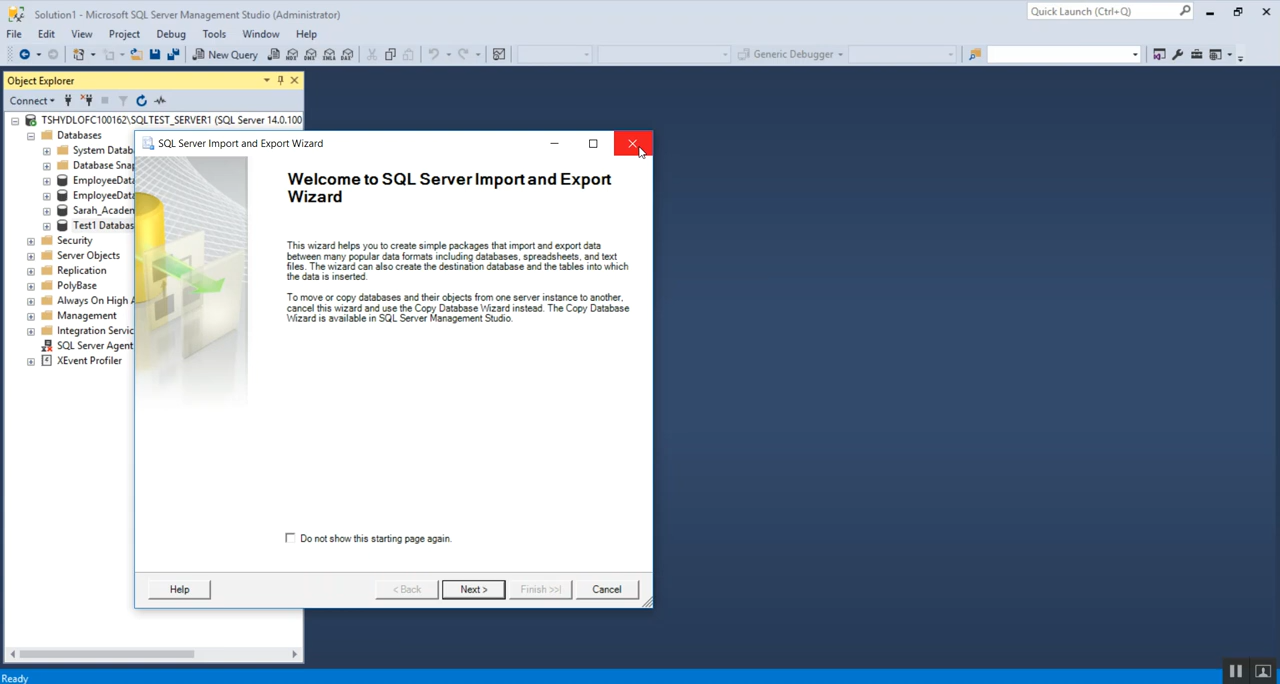 Solution1 - Microsoft SQL Server Management Studio (Administrator)
Quick Launch (Ctrl+Q)
File Edit View Project Debug Tools Window Help
New Query
MDX DMX XMLA DAX
Generic Debugger
Object Explorer
Connect
TSHYDLOFC100162\SQLTEST_SERVER1 (SQL Server 14.0.100
Databases
System Datab
Database Snap
EmployeeData
EmployeeData
Sarah_Academ
Test1 Databas
Security
Server Objects
Replication
PolyBase
Always On High A
Management
Integration Servic
SQL Server Agent
XEvent Profiler
SQL Server Import and Export Wizard
Welcome to SQL Server Import and Export
Wizard
This wizard helps you to create simple packages that import and export data
between many popular data formats including databases, spreadsheets, and text
files. The wizard can also create the destination database and the tables into which
the data is inserted.
To move or copy databases and their objects from one server instance to another,
cancel this wizard and use the Copy Database Wizard instead. The Copy Database
Wizard is available in SQL Server Management Studio.
Do not show this starting page again.
Help
< Back
Next >
Finish >>|
Cancel
Ready